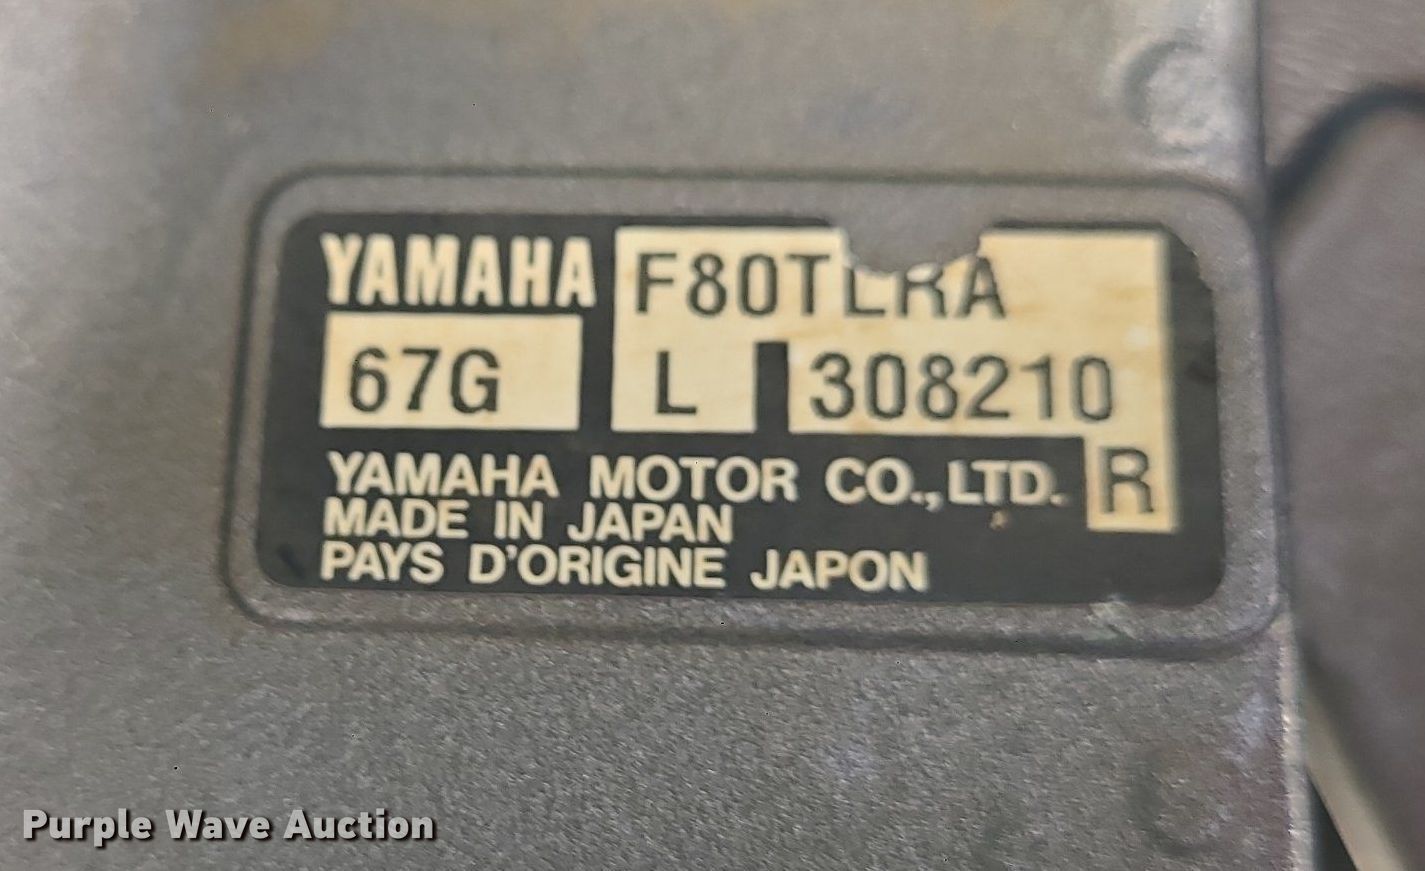 YAMAHA F80TLRA
67G L 308210
YAMAHA MOTOR CO., LTD. R
MADE IN JAPAN
PAYS D'ORIGINE JAPON
Purple Wave Auction